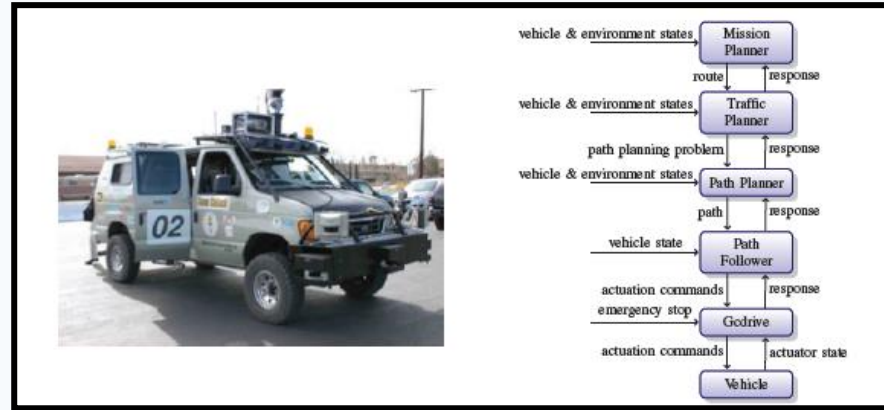 vehicle & environment states
Mission
Planner
route
response
vehicle & environment states
Traffic
Planner
path planning problem
response
vehicle & environment states
Path Planner
path
response
vehicle state
Path
Follower
actuation commands
response
emergency stop
Gcdrive
actuation commands
actuator state
Vehicle
02